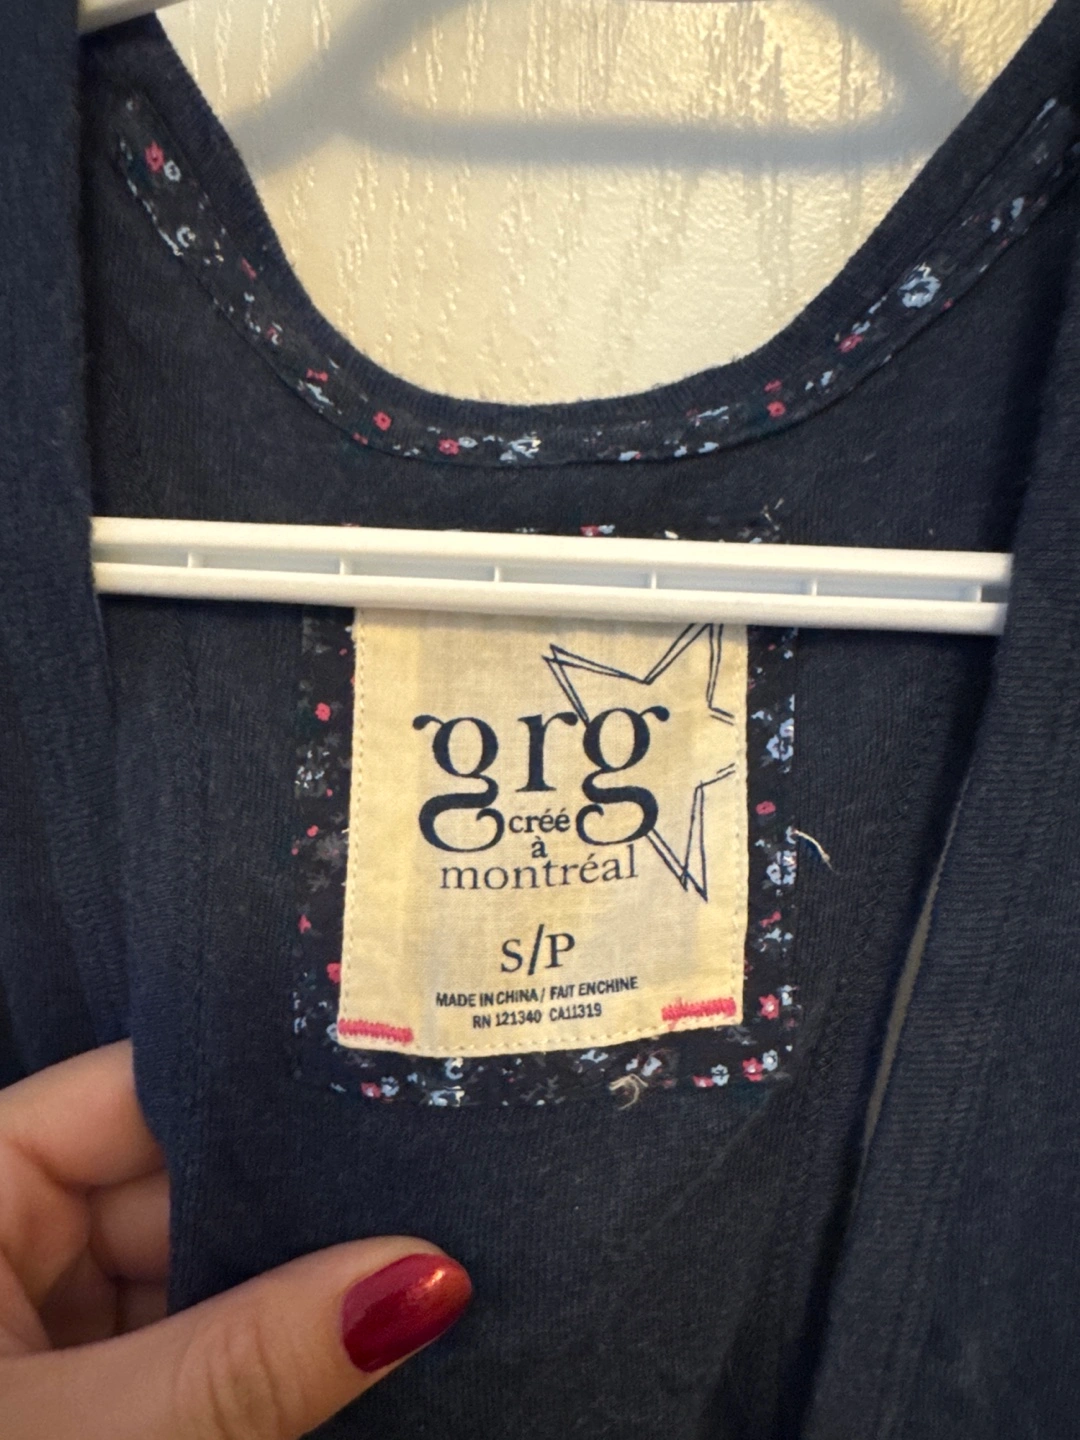 grg
créé
à
montréal
S/P
MADE IN CHINA / FAIT EN CHINE
RN 121340 CA11319